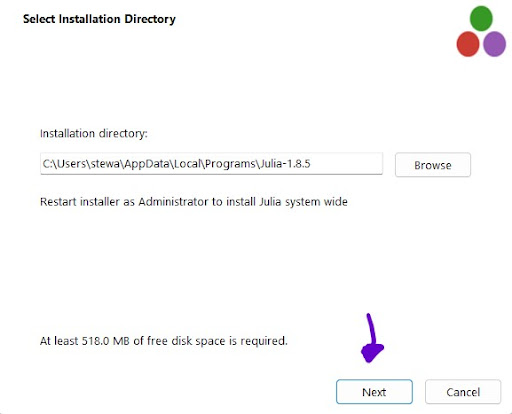 Select Installation Directory
Installation directory:
C:\Users\stewa\AppData\Local\Programs\Julia-1.8.5
Browse
Restart installer as Administrator to install Julia system wide
At least 518.0 MB of free disk space is required.
Next
Cancel